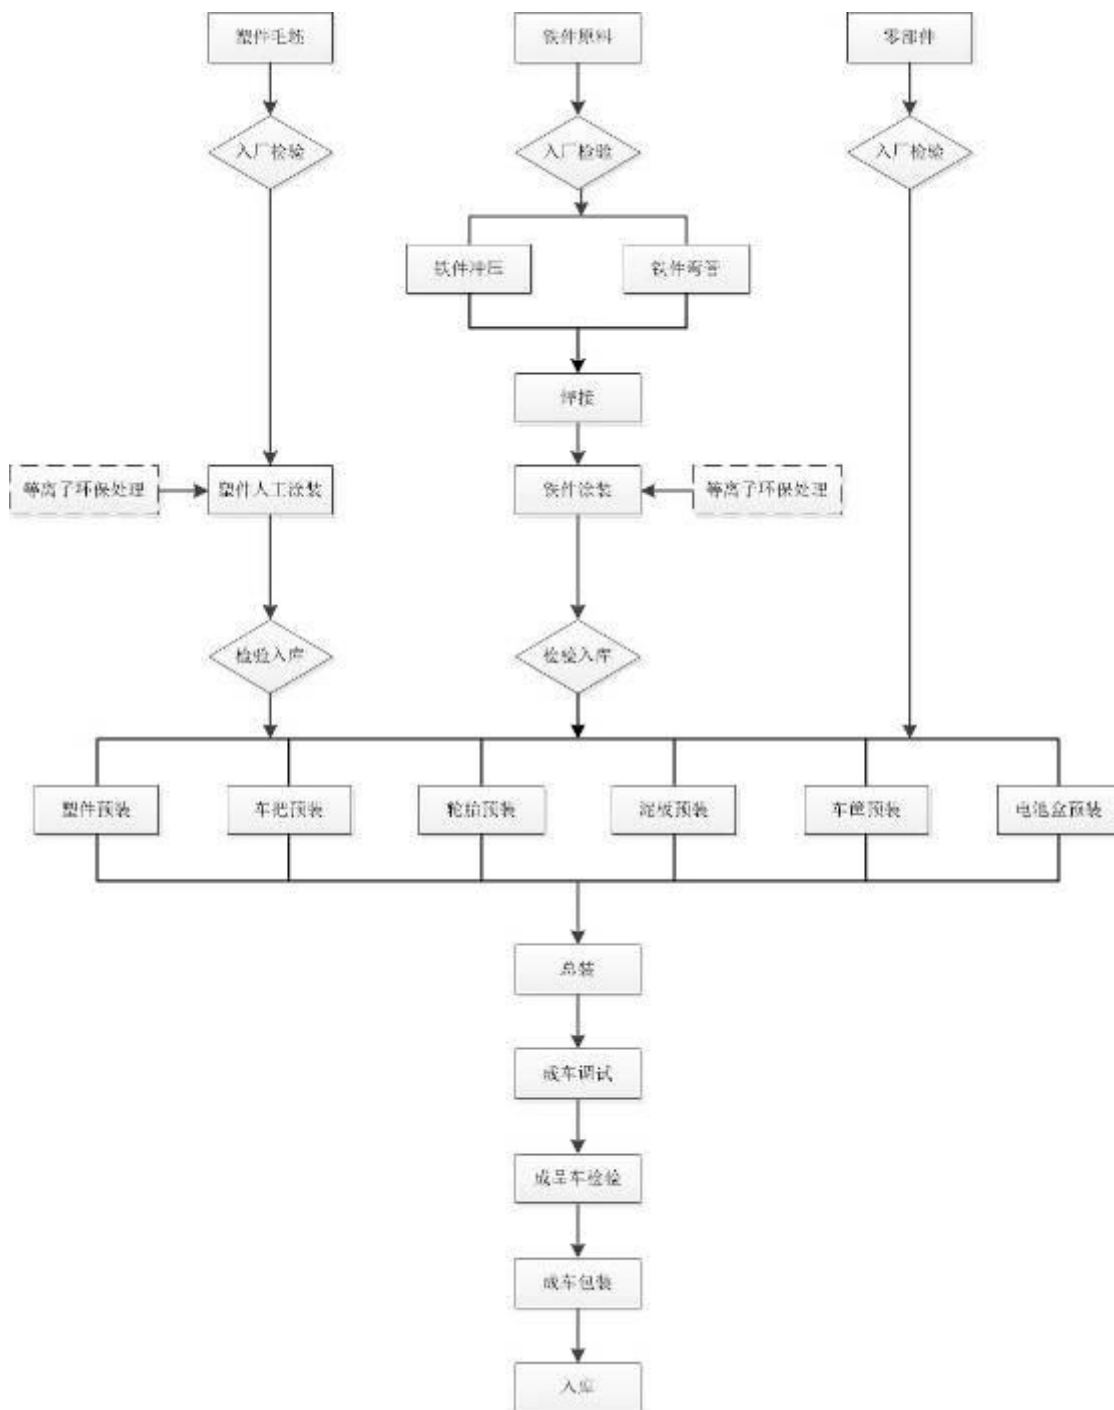 塑件毛坯
铁件原料
零部件
入厂检验
入厂检验
入厂检验
铁件冲压
铁件弯管
焊接
等离子环保处理
塑件人工涂装
铁件涂装
等离子环保处理
检验入库
检验入库
塑件预装
车把预装
轮胎预装
泥板预装
车筐预装
电池盒预装
总装
成车调试
成呈车检验
成车包装
入库